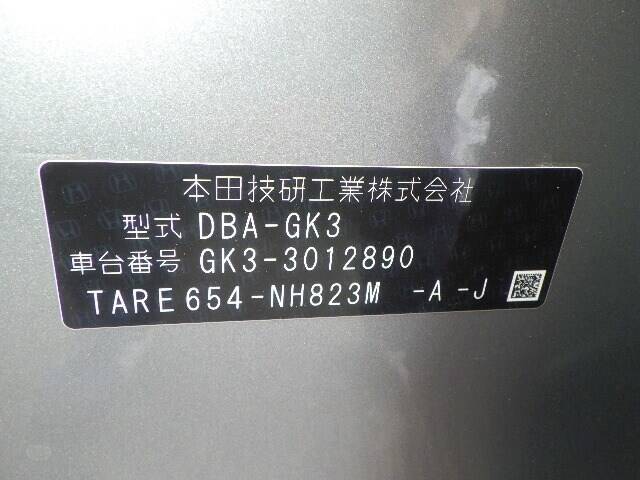 本田技研工業株式会社
型式 DBA-GK3
車台番号 GK3-3012890
TARE654-NH823M -A-J